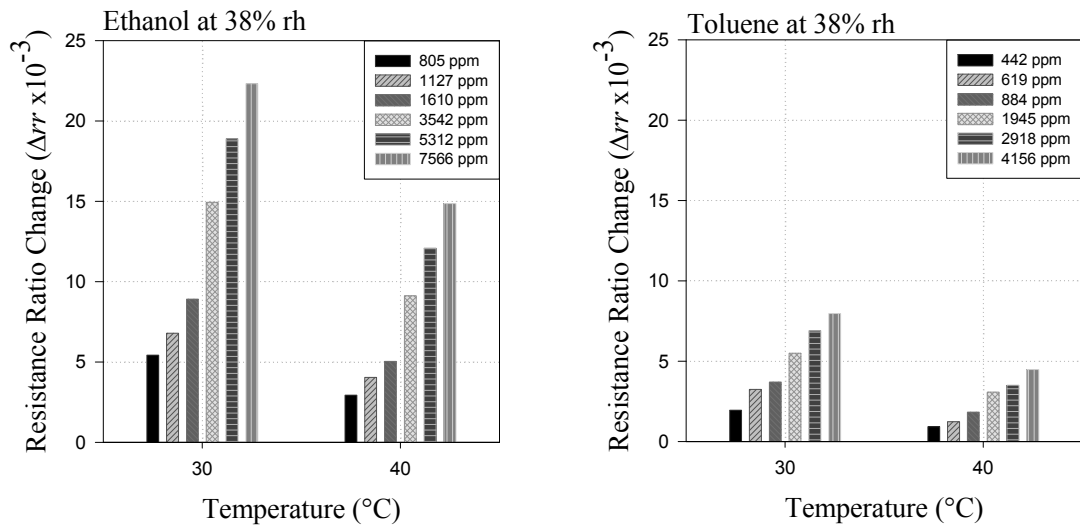 Ethanol at 38% rh
Resistance Ratio Change (Δrr x10-3)
25
20
15
10
5
0
805 ppm
1127 ppm
1610 ppm
3542 ppm
5312 ppm
7566 ppm
30
40
Temperature (°C)
Toluene at 38% rh
Resistance Ratio Change (Δrr x10-3)
25
20
15
10
5
0
442 ppm
619 ppm
884 ppm
1945 ppm
2918 ppm
4156 ppm
30
40
Temperature (°C)